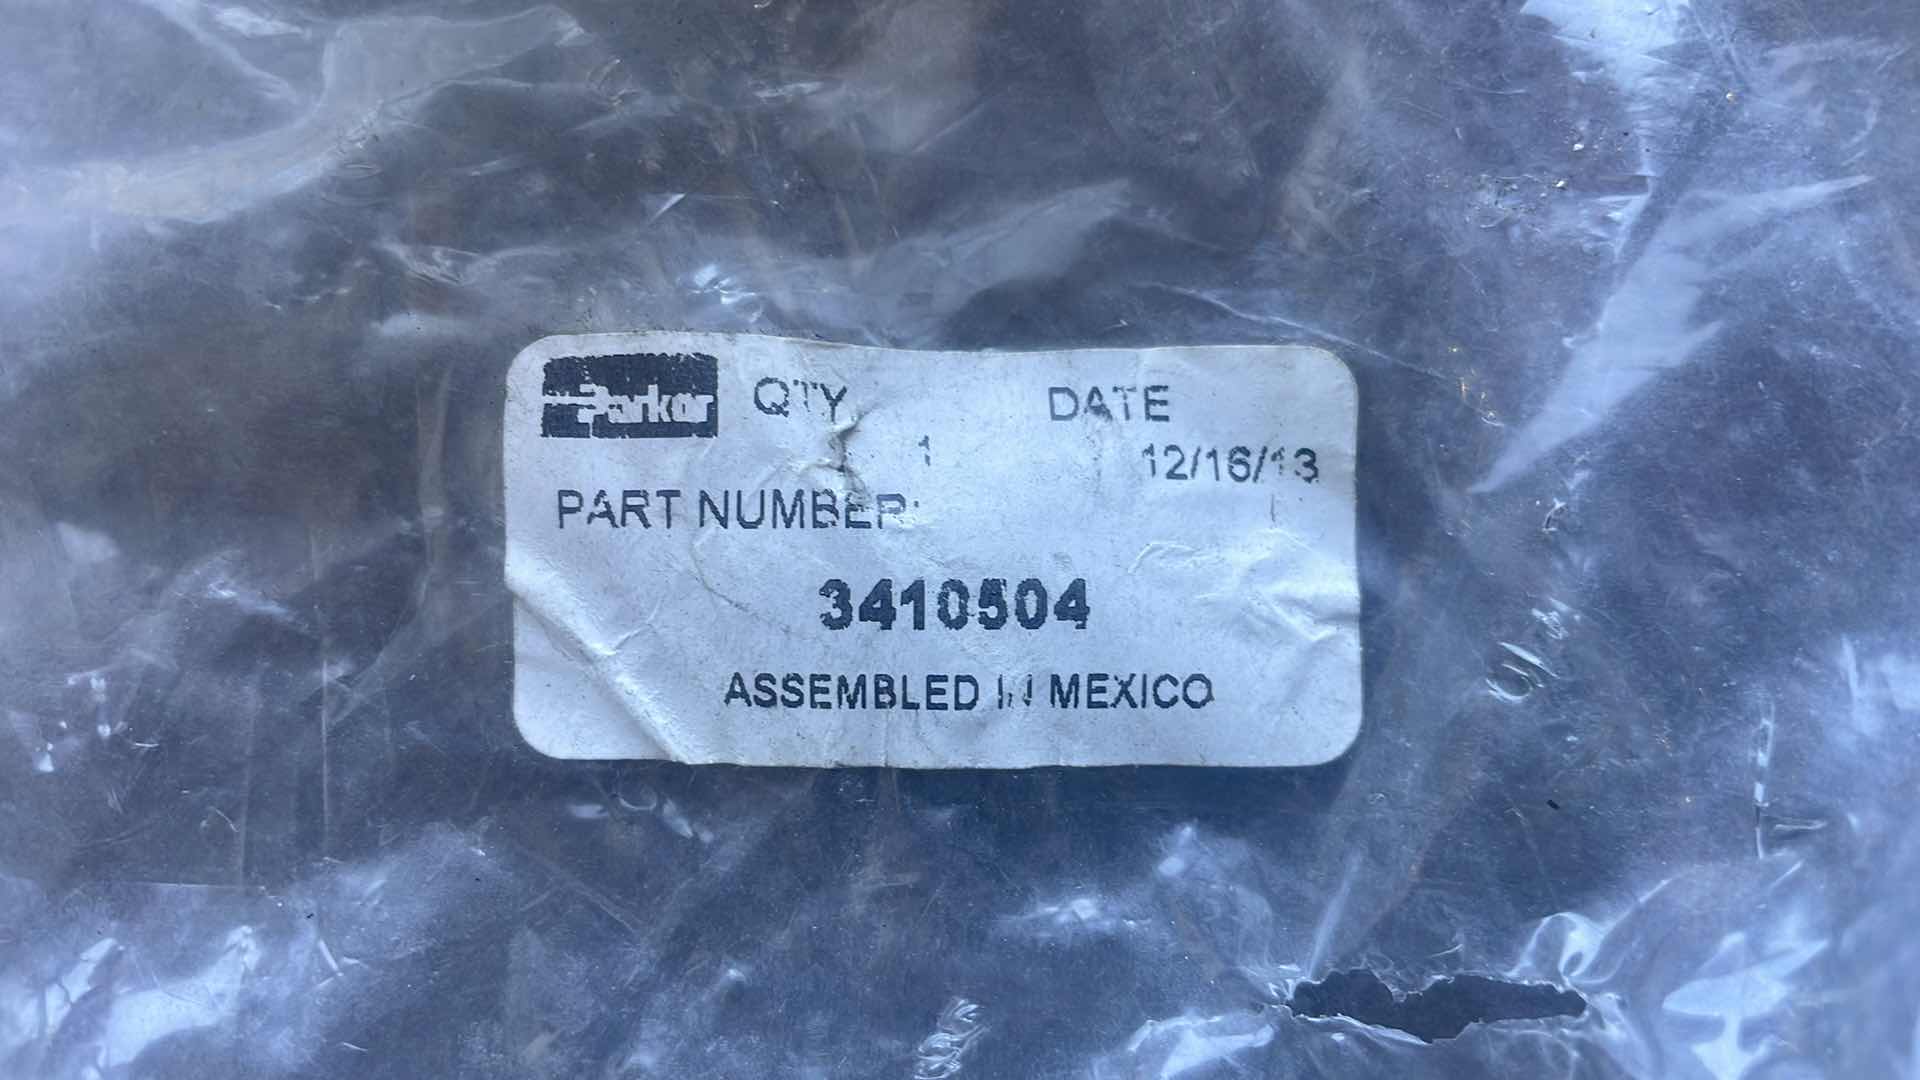 Parker QTY DATE
1 12/16/13
PART NUMBER:
3410504
ASSEMBLED IN MEXICO